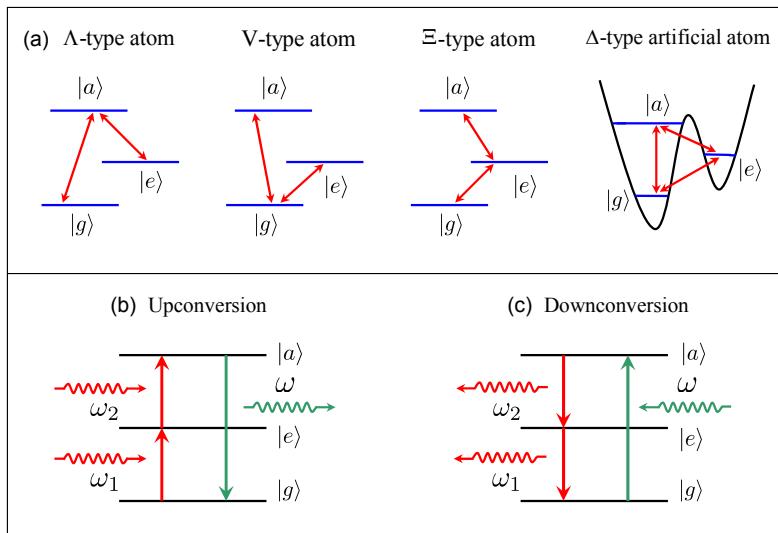 (a) Λ-type atom V-type atom Ξ-type atom Δ-type artificial atom
|a⟩ |a⟩ |a⟩ |a⟩
|e⟩ |e⟩ |e⟩ |e⟩
|g⟩ |g⟩ |g⟩ |g⟩
(b) Upconversion (c) Downconversion
|a⟩ |a⟩
ω₂ ω ω₂ ω
|e⟩ |e⟩
ω₁ ω₁
|g⟩ |g⟩